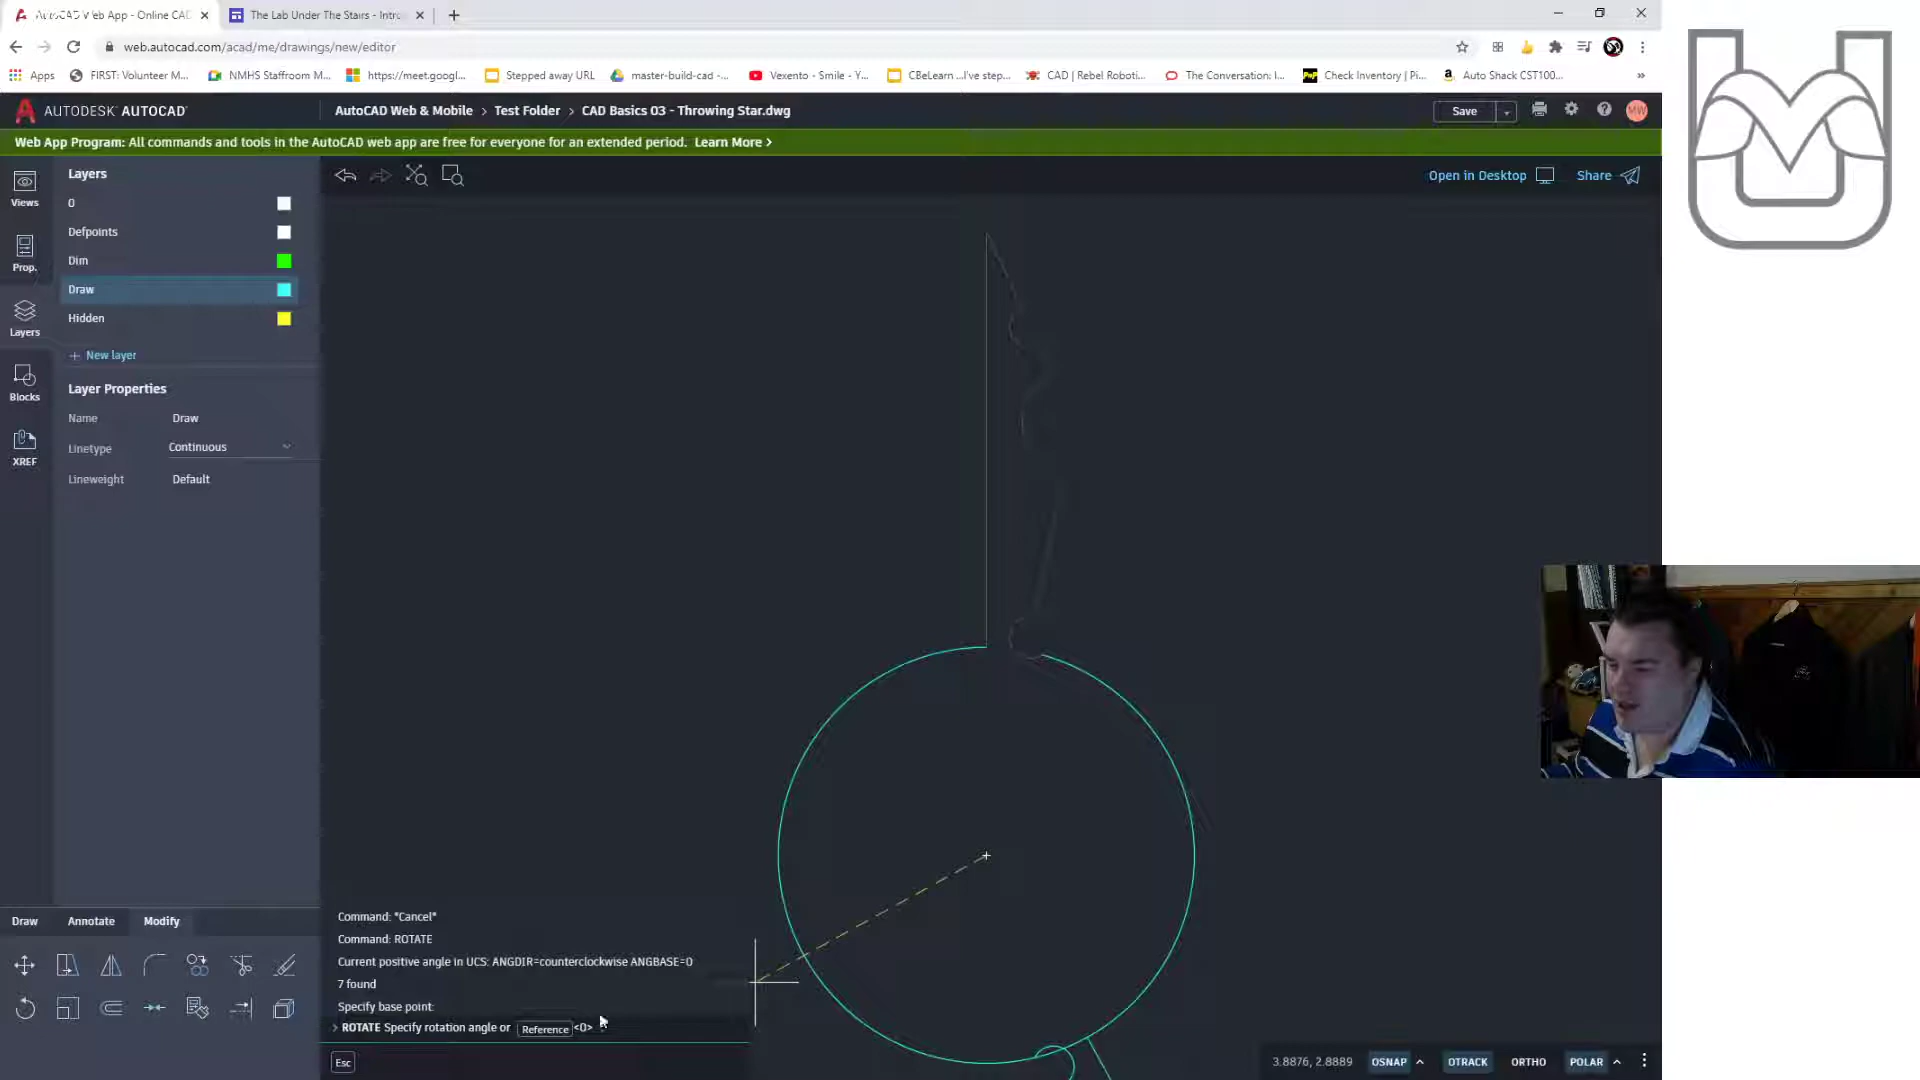 AutoCAD Web App - Online CAD
The Lab Under The Stairs - Intro
web.autocad.com/acad/me/drawings/new/editor
Apps
FIRST: Volunteer M...
NMHS Staffroom M...
https://meet.googl...
Stepped away URL
master-build-cad -...
Vexento - Smile - Y...
CBeLearn ...I've step...
CAD | Rebel Roboti...
The Conversation: I...
Check Inventory | Pi...
Auto Shack CST100...
»
AUTODESK AUTOCAD
AutoCAD Web & Mobile > Test Folder > CAD Basics 03 - Throwing Star.dwg
Save
MW
Web App Program: All commands and tools in the AutoCAD web app are free for everyone for an extended period. Learn More >
Views
Prop.
Layers
Blocks
XREF
Layers
0
Defpoints
Dim
Draw
Hidden
+ New layer
Layer Properties
Name Draw
Linetype Continuous
Lineweight Default
Open in Desktop
Share
Draw Annotate Modify
Command: *Cancel*
Command: ROTATE
Current positive angle in UCS: ANGDIR=counterclockwise ANGBASE=0
7 found
Specify base point:
> ROTATE Specify rotation angle or Reference <0>
Esc
3.8876, 2.8889 OSNAP OTRACK ORTHO POLAR